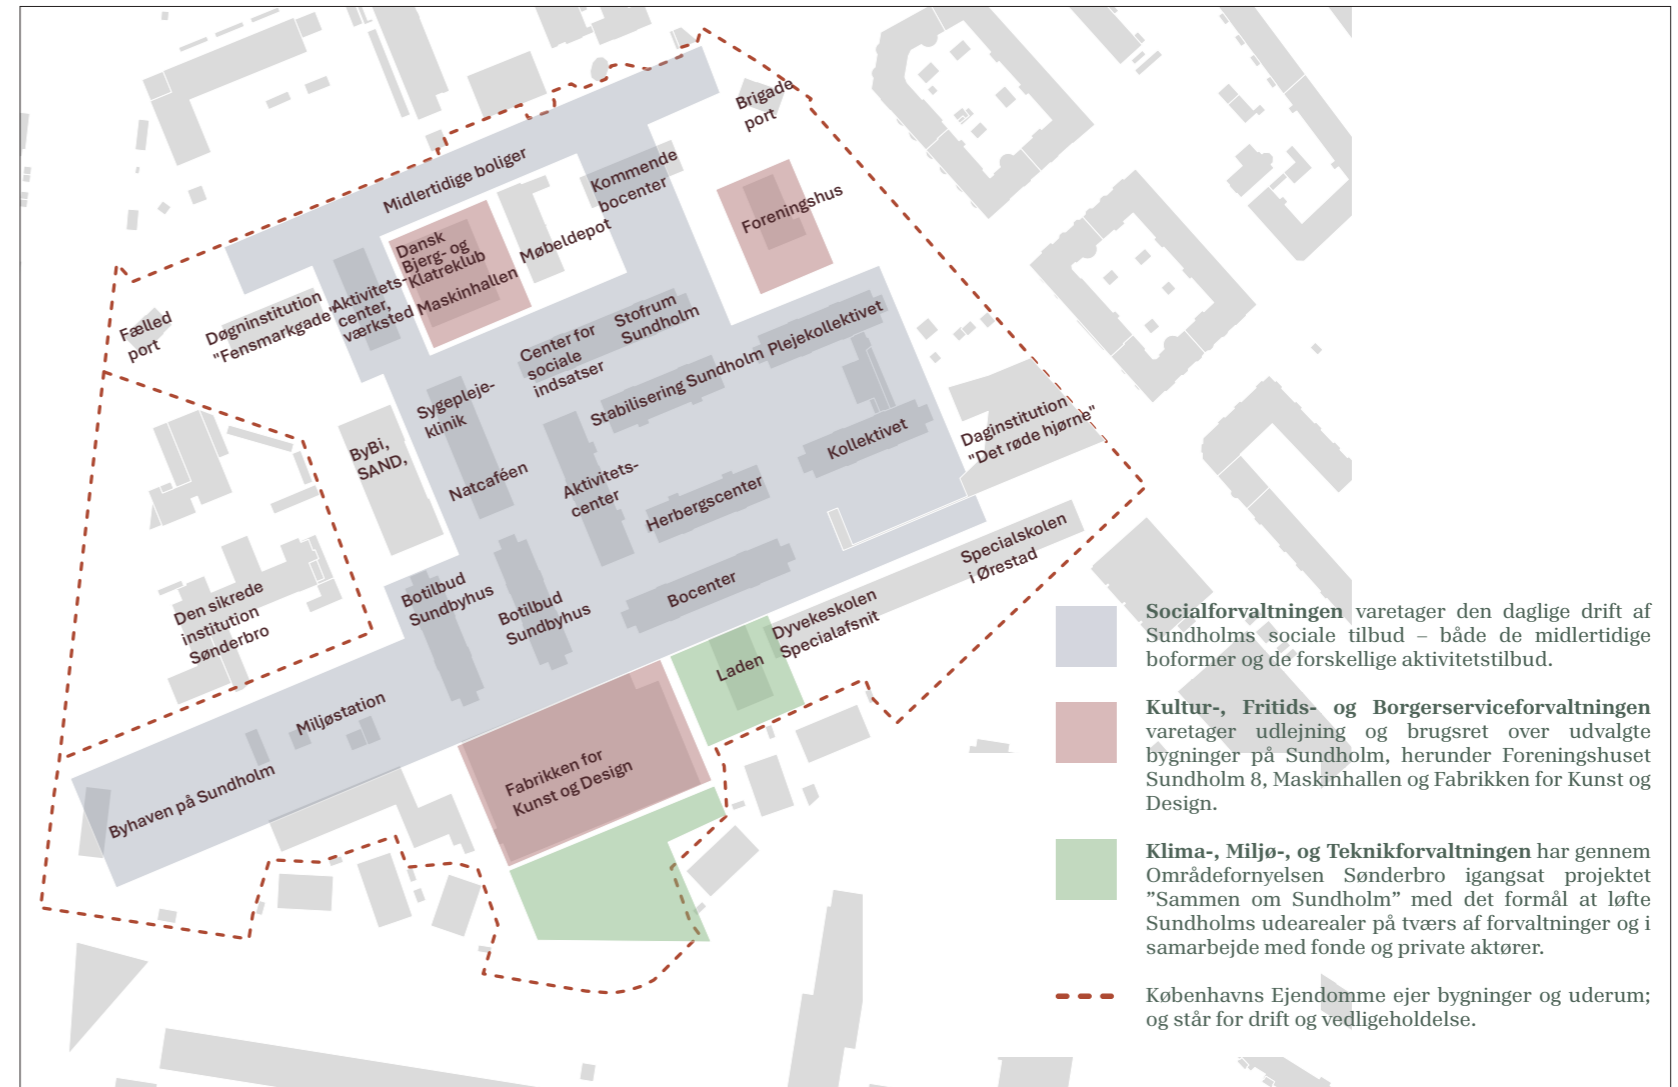 Brigade
port
Midlertidige boliger
Kommende
bocenter
Foreningshus
Møbeldepot
Dansk
Bjerg- og
Klatreklub
Maskinhallen
Aktivitets-
center,
værksted
Døgninstitution
"Fensmarkgade"
Fælled
port
Center for
sociale
indsatser
Stofrum
Sundholm
Stabilisering Sundholm
Plejekollektivet
Sygepleje-
klinik
ByBi,
SAND,
Natcaféen
Aktivitets-
center
Herbergscenter
Kollektivet
Daginstitution
"Det røde hjørne"
Specialskolen
i Ørestad
Botilbud
Sundbyhus
Botilbud
Sundbyhus
Bocenter
Dyvekeskolen
Specialafsnit
Laden
Den sikrede
institution
Sønderbro
Miljøstation
Byhaven på Sundholm
Fabrikken for
Kunst og Design
Socialforvaltningen varetager den daglige drift af
Sundholms sociale tilbud – både de midlertidige
boformer og de forskellige aktivitetstilbud.
Kultur-, Fritids- og Borgerserviceforvaltningen
varetager udlejning og brugsret over udvalgte
bygninger på Sundholm, herunder Foreningshuset
Sundholm 8, Maskinhallen og Fabrikken for Kunst og
Design.
Klima-, Miljø-, og Teknikforvaltningen har gennem
Områdefornyelsen Sønderbro igangsat projektet
”Sammen om Sundholm” med det formål at løfte
Sundholms udearealer på tværs af forvaltninger og i
samarbejde med fonde og private aktører.
Københavns Ejendomme ejer bygninger og uderum;
og står for drift og vedligeholdelse.